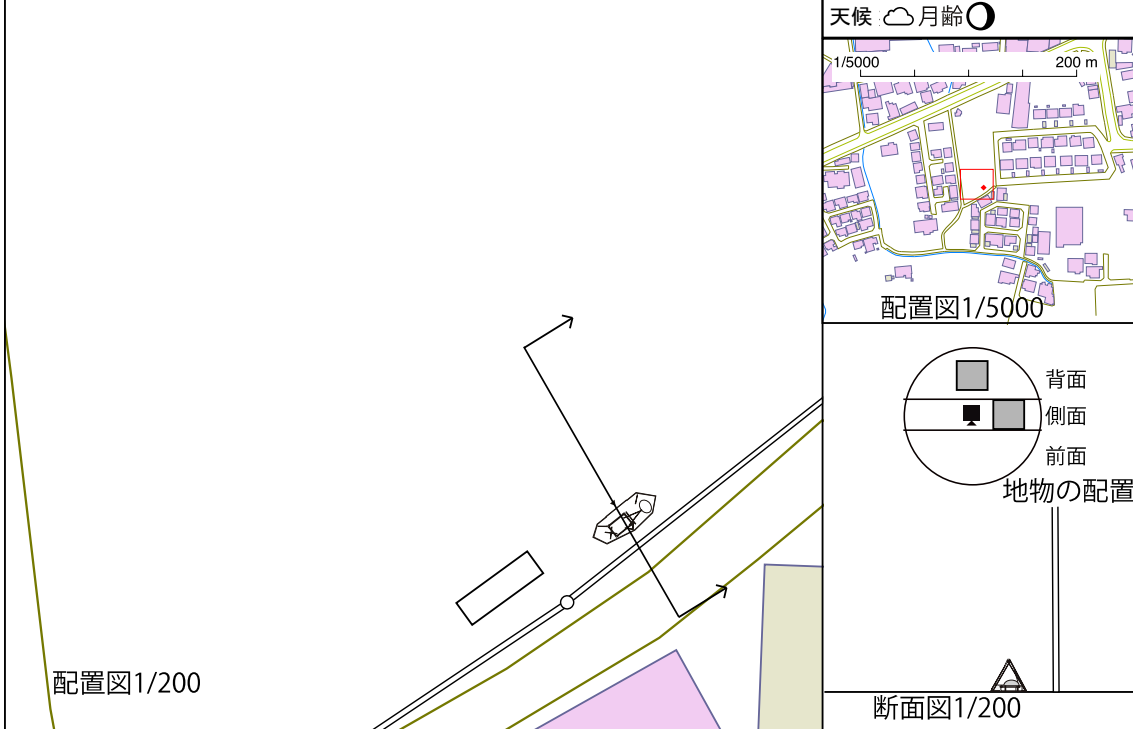 天候 月齢
1/5000 200 m
配置図1/5000
背面
側面
前面
地物の配置
配置図1/200
断面図1/200